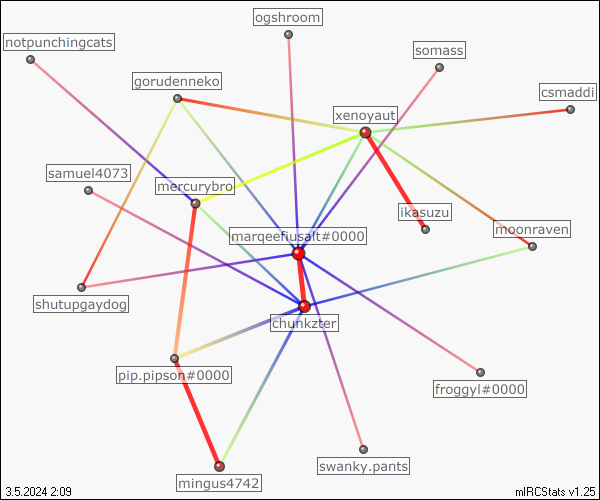 ogshroom
notpunchingcats
somass
gorudenneko
csmaddi
xenoyaut
samuel4073
mercurybro
ikasuzu
moonraven
marqeefiusalt#0000
shutupgaydog
chunkzter
pip.pipson#0000
froggyl#0000
swanky.pants
mingus4742
3.5.2024 2:09
mIRCStats v1.25